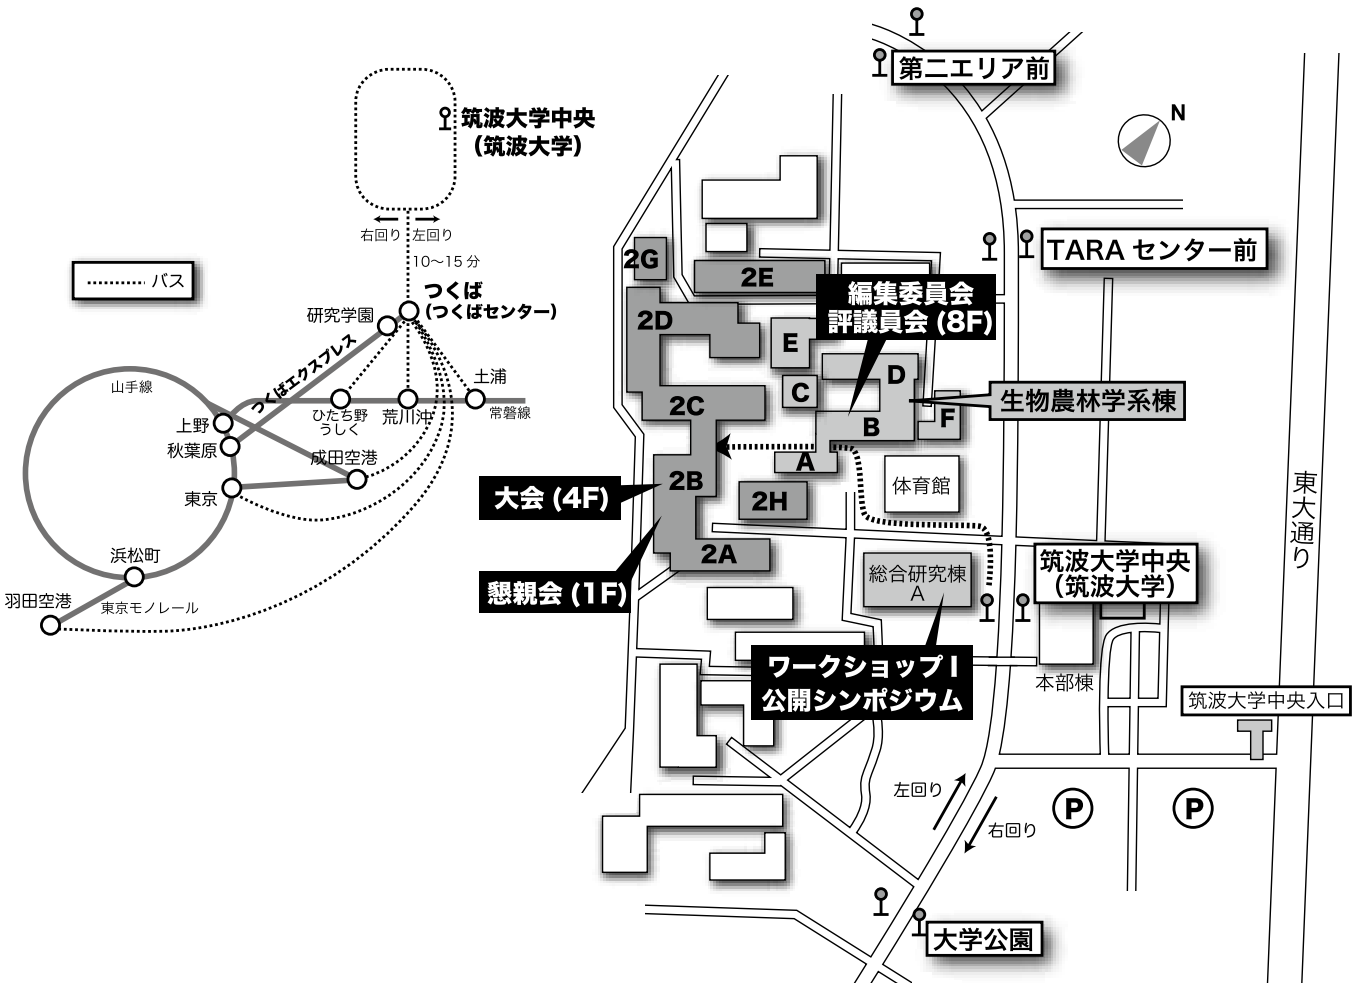 筑波大学中央
(筑波大学)
右回り
左回り
10〜15分
バス
つくば
(つくばセンター)
研究学園
つくばエクスプレス
山手線
土浦
ひたち野
うしく
荒川沖
常磐線
上野
秋葉原
成田空港
東京
浜松町
羽田空港
東京モノレール
第二エリア前
N
TARA センター前
2G
2E
編集委員会
評議員会 (8F)
2D
E
D
C
生物農林学系棟
2C
B
F
A
大会 (4F)
2B
体育館
2H
東大通り
2A
懇親会 (1F)
総合研究棟
A
筑波大学中央
(筑波大学)
ワークショップ I
公開シンポジウム
本部棟
筑波大学中央入口
左回り
右回り
P
P
大学公園